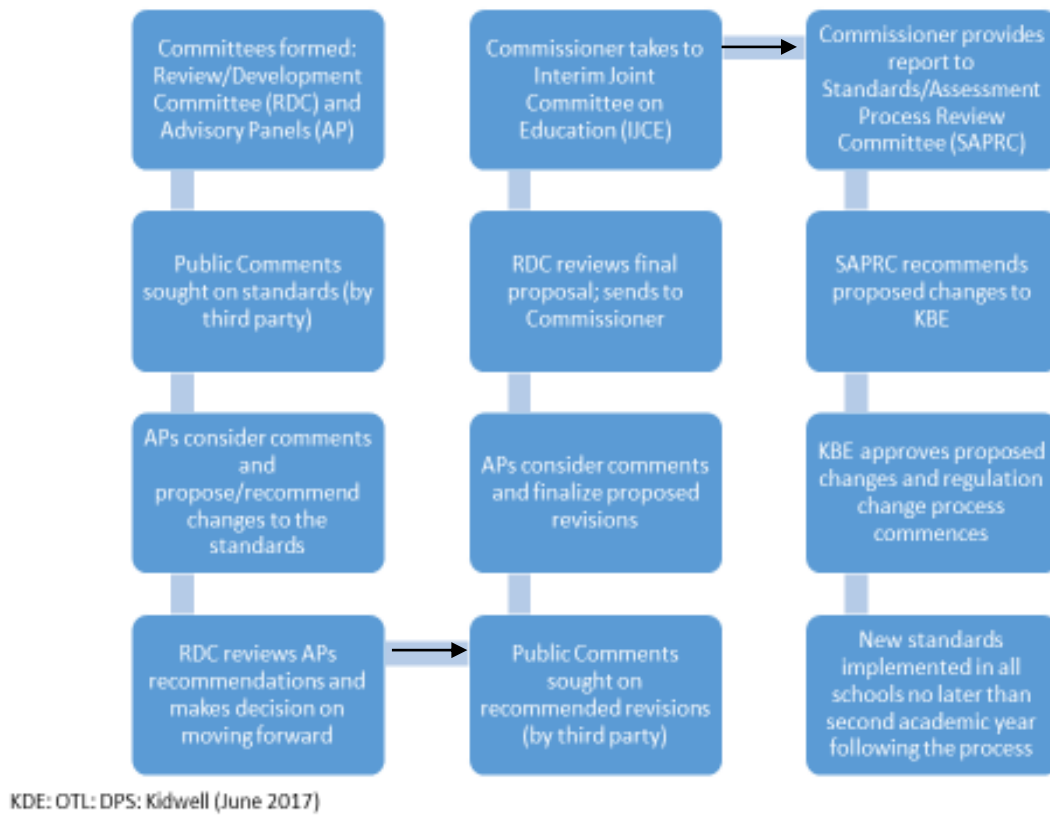 Committees formed:
Review/Development
Committee (RDC) and
Advisory Panels (AP)
Public Comments
sought on standards (by
third party)
APs consider comments
and
propose/recommend
changes to the
standards
RDC reviews APs
recommendations and
makes decision on
moving forward
Public Comments
sought on
recommended revisions
(by third party)
APs consider comments
and finalize proposed
revisions
RDC reviews final
proposal; sends to
Commissioner
Commissioner takes to
Interim Joint
Committee on
Education (IJCE)
Commissioner provides
report to
Standards/Assessment
Process Review
Committee (SAPRC)
SAPRC recommends
proposed changes to
KBE
KBE approves proposed
changes and regulation
change process
commences
New standards
implemented in all
schools no later than
second academic year
following the process
KDE: OTL: DPS: Kidwell (June 2017)